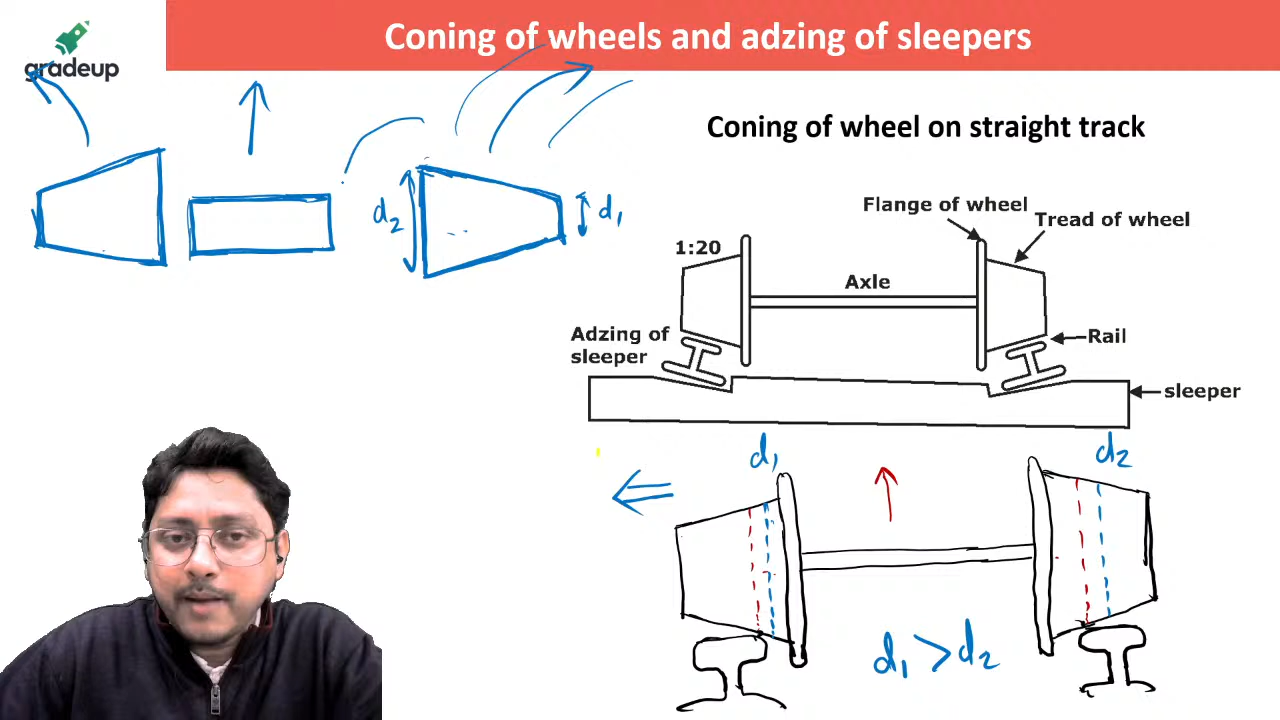 Coning of wheels and adzing of sleepers
gradeup
Coning of wheel on straight track
d2
d1
Flange of wheel
Tread of wheel
1:20
Axle
Adzing of
sleeper
Rail
sleeper
d1
d2
d1 > d2